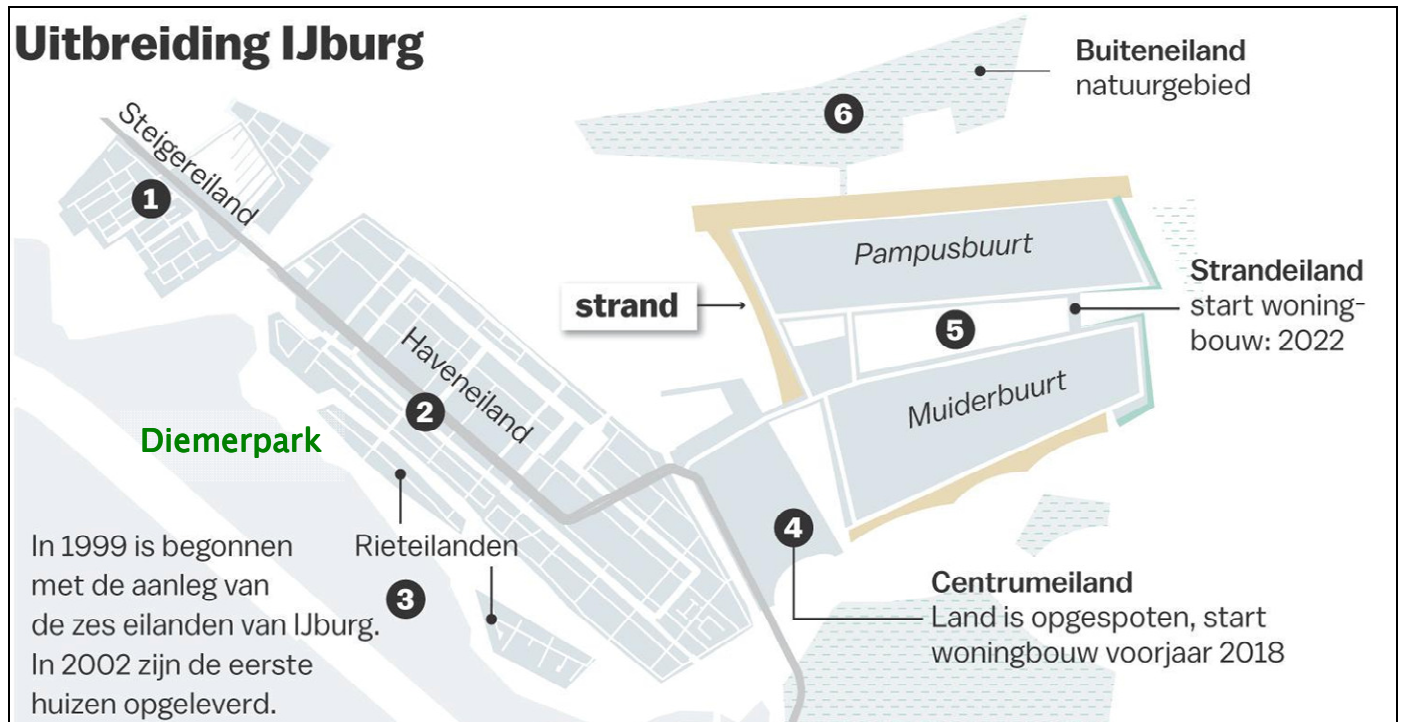 Uitbreiding IJburg
Buiteneiland
natuurgebied
6
Steigereiland
1
Pampusbuurt
Strandeiland
start woning-
bouw: 2022
strand
5
Haveneiland
2
Muiderbuurt
Diemerpark
4
In 1999 is begonnen
met de aanleg van
de zes eilanden van IJburg.
In 2002 zijn de eerste
huizen opgeleverd.
Rieteilanden
3
Centrumeiland
Land is opgespoten, start
woningbouw voorjaar 2018